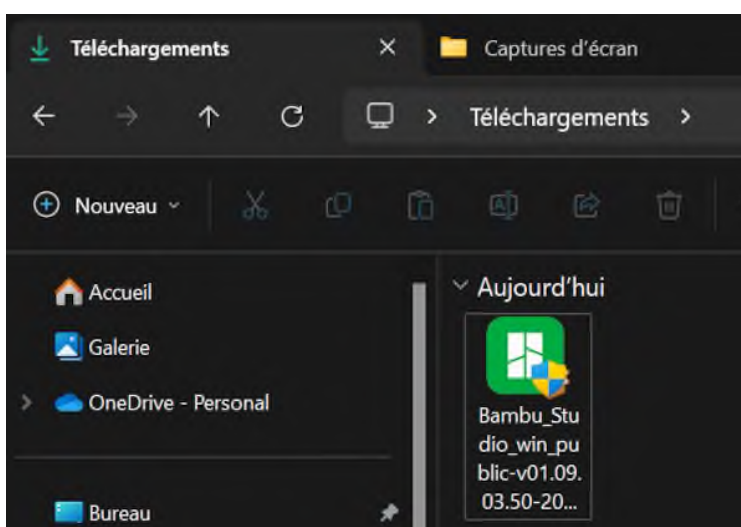 Téléchargements
Captures d’écran
Téléchargements
Nouveau
Accueil
Galerie
OneDrive - Personal
Bureau
Aujourd’hui
Bambu_Stu
dio_win_pu
blic-v01.09.
03.50-20...